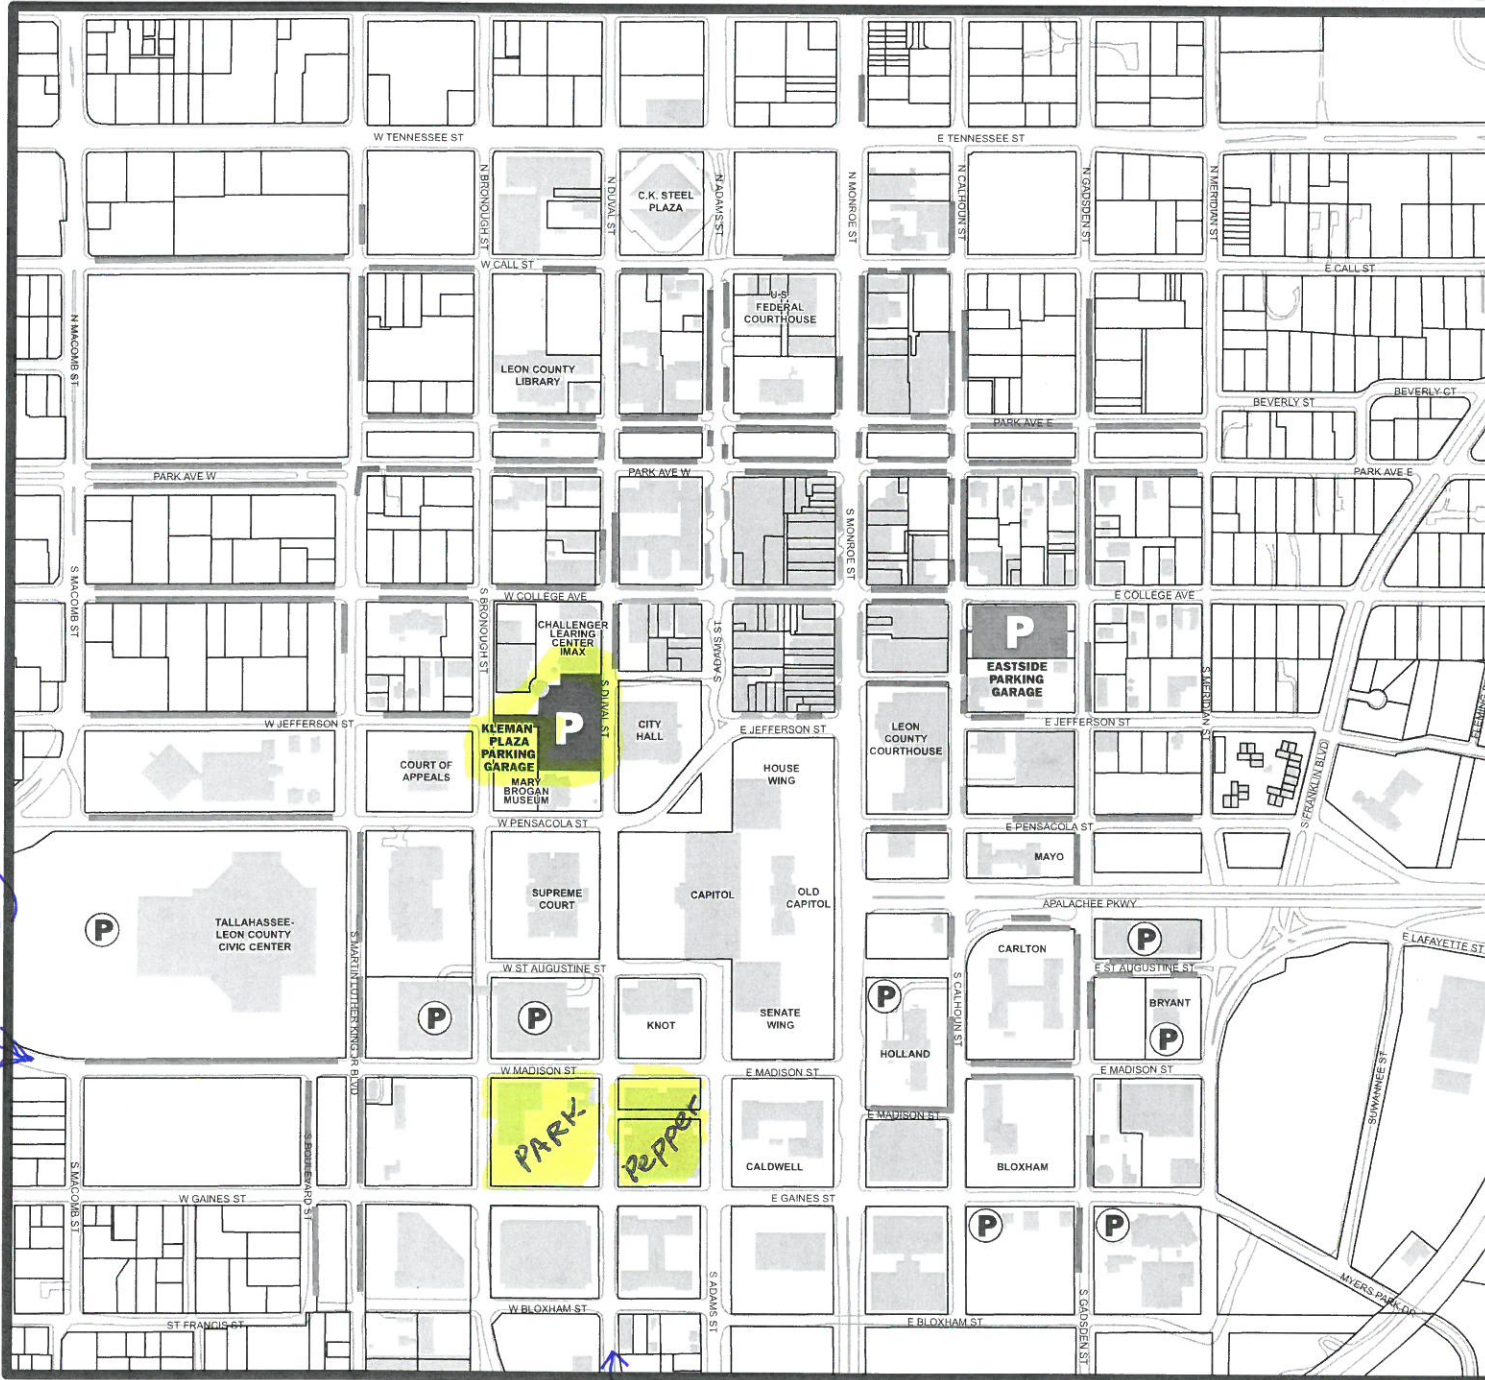 W TENNESSEE ST
E TENNESSEE ST
N BRONOUGH ST
N DUVAL ST
C.K. STEEL
PLAZA
N ADAMS ST
N MONROE ST
N CALHOUN ST
N GADSDEN ST
N MERIDIAN ST
W CALL ST
E CALL ST
N MACOMB ST
U.S
FEDERAL
COURTHOUSE
LEON COUNTY
LIBRARY
BEVERLY CT
BEVERLY ST
PARK AVE E
PARK AVE W
PARK AVE W
PARK AVE E
S MONROE ST
S MACOMB ST
S BRONOUGH ST
W COLLEGE AVE
E COLLEGE AVE
CHALLENGER
LEARING
CENTER
IMAX
S ADAMS ST
P
EASTSIDE
PARKING
GARAGE
S MERIDIAN ST
S DUVAL ST
W JEFFERSON ST
KLEMAN
PLAZA
PARKING
GARAGE
P
CITY
HALL
E JEFFERSON ST
LEON
COUNTY
COURTHOUSE
E JEFFERSON ST
COURT OF
APPEALS
MARY
BROGAN
MUSEUM
HOUSE
WING
S FRANKLIN BLVD
W PENSACOLA ST
E PENSACOLA ST
MAYO
SUPREME
COURT
CAPITOL
OLD
CAPITOL
APALACHEE PKWY
P
TALLAHASSEE-
LEON COUNTY
CIVIC CENTER
S MARTIN LUTHER KING JR BLVD
CARLTON
P
E LAFAYETTE ST
W ST AUGUSTINE ST
E ST AUGUSTINE ST
S CALHOUN ST
P
P
KNOT
SENATE
WING
P
HOLLAND
BRYANT
P
W MADISON ST
E MADISON ST
E MADISON ST
E MADISON ST
SUWANNEE ST
PARK
PEPPER
CALDWELL
BLOXHAM
S MACOMB ST
S BOULEVARD ST
W GAINES ST
E GAINES ST
P
P
S ADAMS ST
MYERS PARK DR
S GADSDEN ST
ST FRANCIS ST
W BLOXHAM ST
E BLOXHAM ST